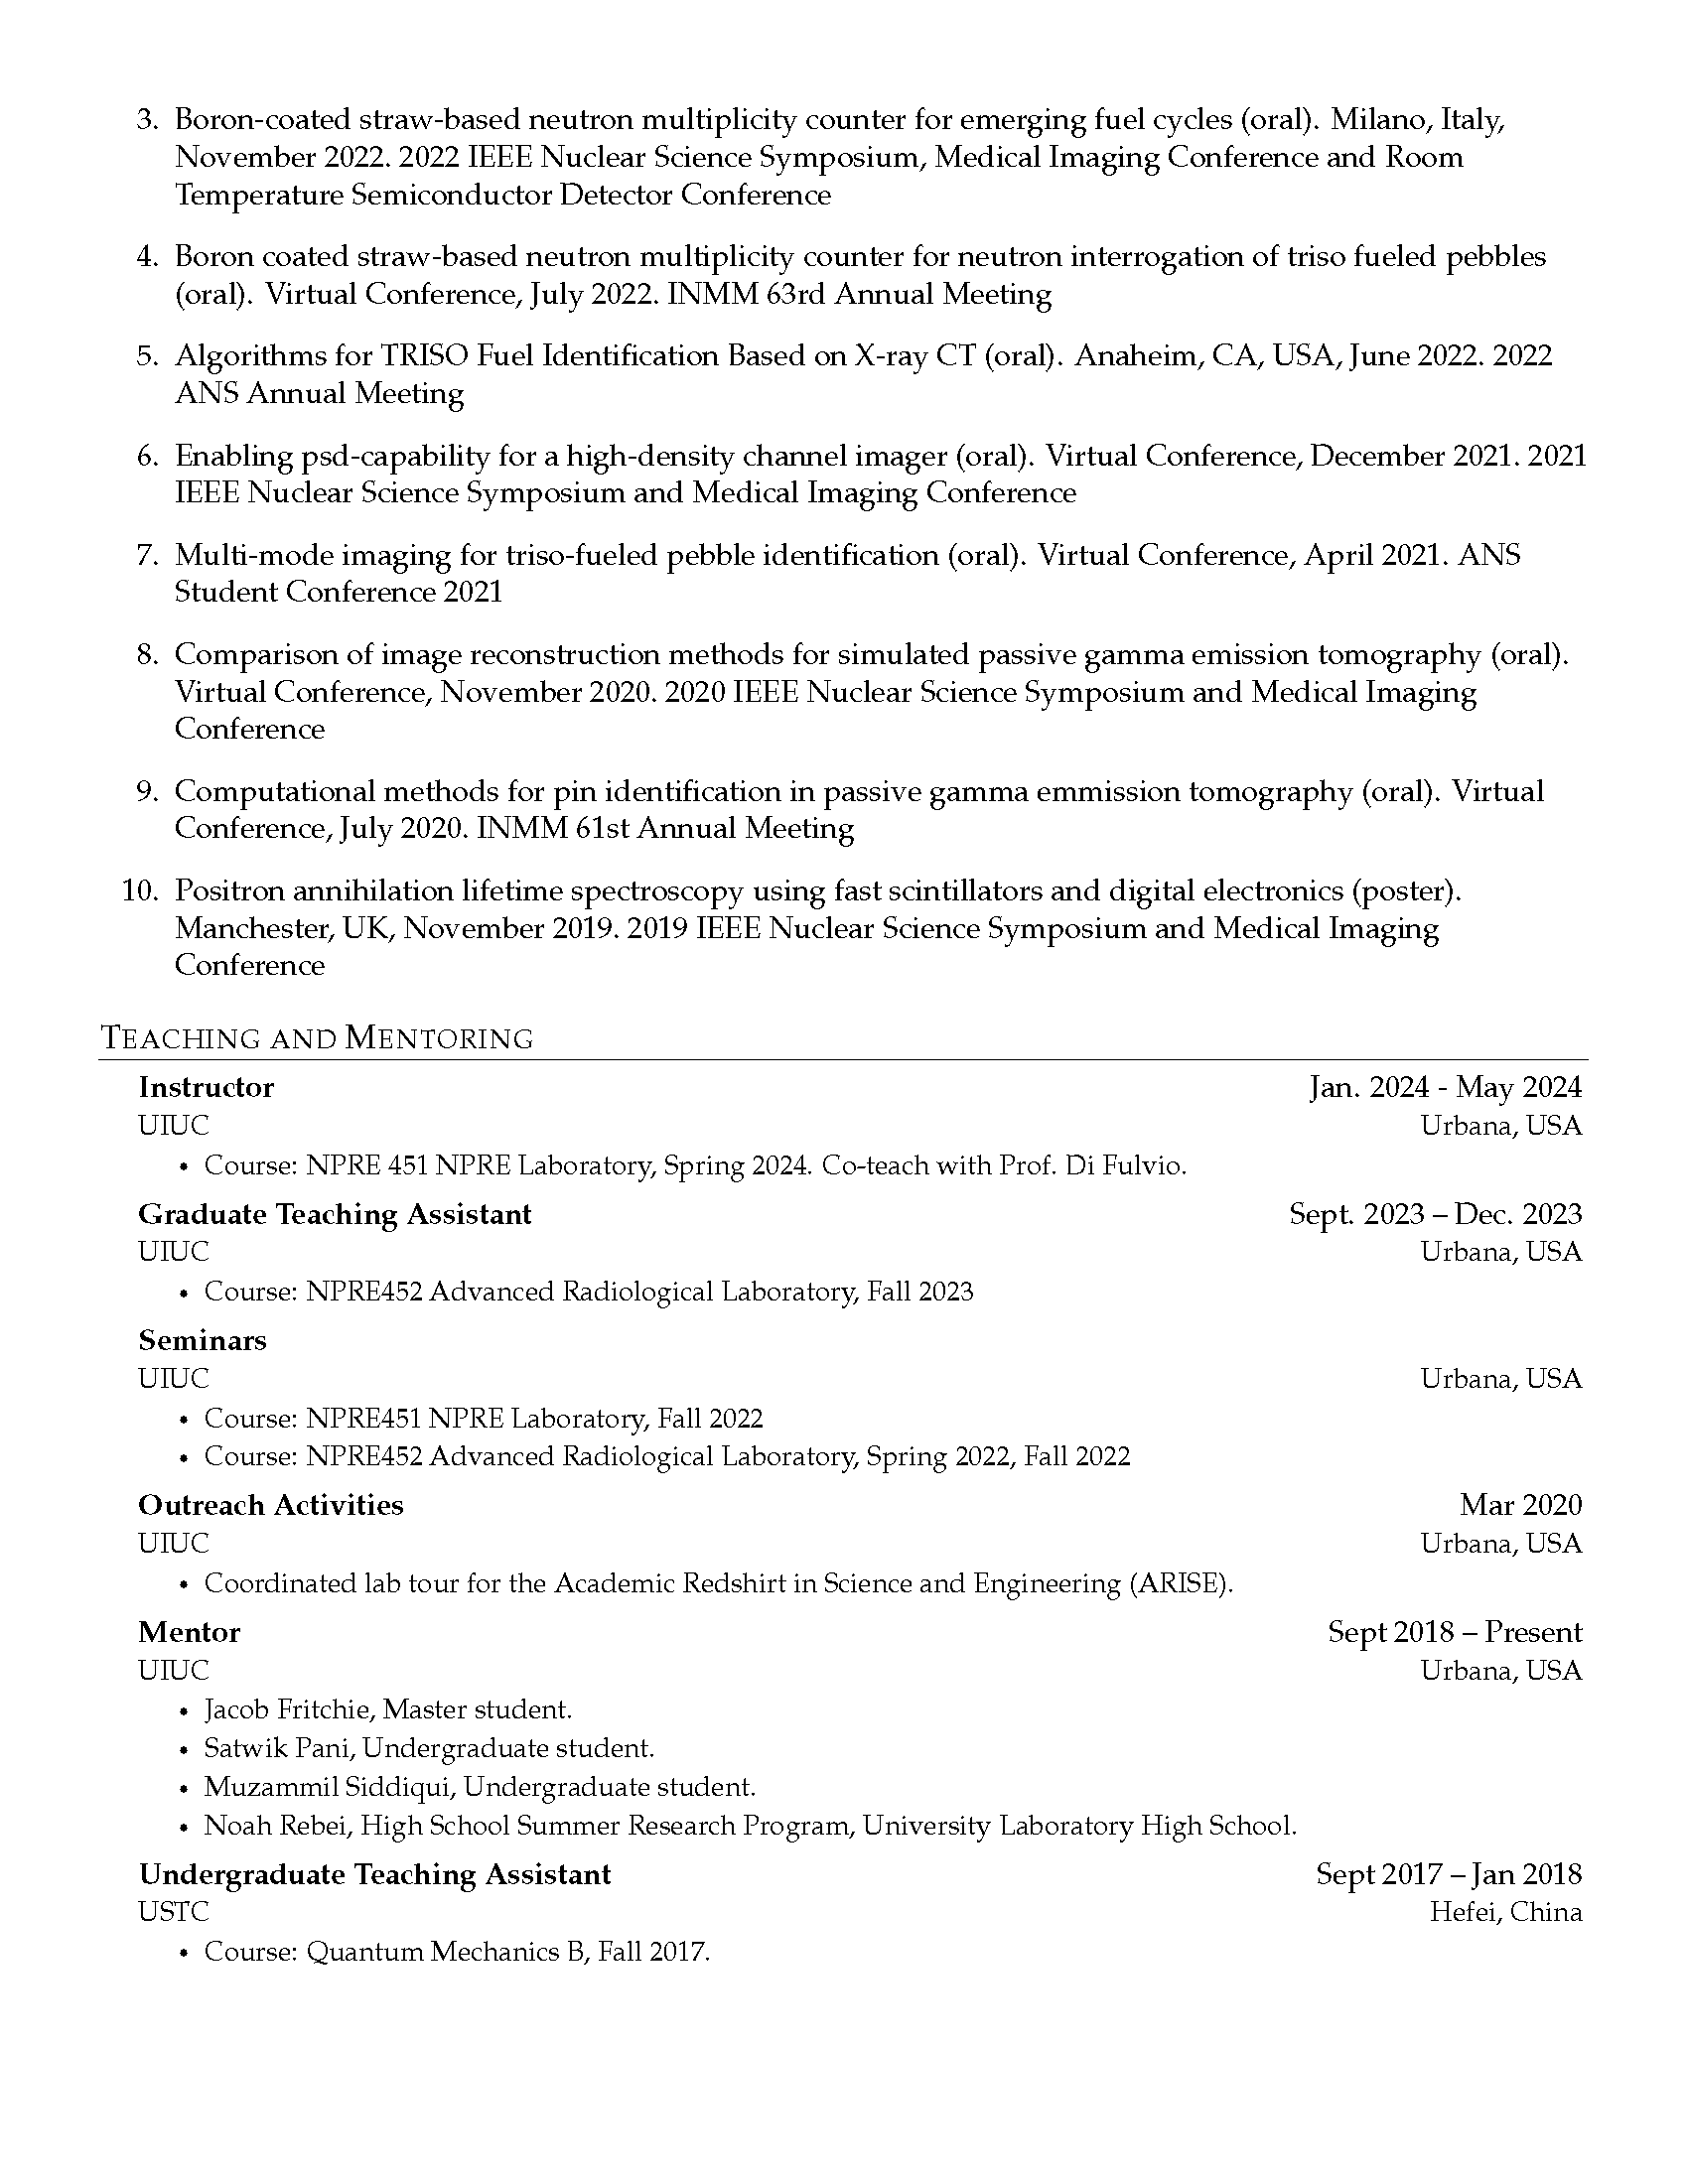 3. Boron-coated straw-based neutron multiplicity counter for emerging fuel cycles (oral). Milano, Italy,
November 2022. 2022 IEEE Nuclear Science Symposium, Medical Imaging Conference and Room
Temperature Semiconductor Detector Conference
4. Boron coated straw-based neutron multiplicity counter for neutron interrogation of triso fueled pebbles
(oral). Virtual Conference, July 2022. INMM 63rd Annual Meeting
5. Algorithms for TRISO Fuel Identification Based on X-ray CT (oral). Anaheim, CA, USA, June 2022. 2022
ANS Annual Meeting
6. Enabling psd-capability for a high-density channel imager (oral). Virtual Conference, December 2021. 2021
IEEE Nuclear Science Symposium and Medical Imaging Conference
7. Multi-mode imaging for triso-fueled pebble identification (oral). Virtual Conference, April 2021. ANS
Student Conference 2021
8. Comparison of image reconstruction methods for simulated passive gamma emission tomography (oral).
Virtual Conference, November 2020. 2020 IEEE Nuclear Science Symposium and Medical Imaging
Conference
9. Computational methods for pin identification in passive gamma emmission tomography (oral). Virtual
Conference, July 2020. INMM 61st Annual Meeting
10. Positron annihilation lifetime spectroscopy using fast scintillators and digital electronics (poster).
Manchester, UK, November 2019. 2019 IEEE Nuclear Science Symposium and Medical Imaging
Conference
TEACHING AND MENTORING
Instructor Jan. 2024 - May 2024
UIUC Urbana, USA
• Course: NPRE 451 NPRE Laboratory, Spring 2024. Co-teach with Prof. Di Fulvio.
Graduate Teaching Assistant Sept. 2023 – Dec. 2023
UIUC Urbana, USA
• Course: NPRE452 Advanced Radiological Laboratory, Fall 2023
Seminars
UIUC Urbana, USA
• Course: NPRE451 NPRE Laboratory, Fall 2022
• Course: NPRE452 Advanced Radiological Laboratory, Spring 2022, Fall 2022
Outreach Activities Mar 2020
UIUC Urbana, USA
• Coordinated lab tour for the Academic Redshirt in Science and Engineering (ARISE).
Mentor Sept 2018 – Present
UIUC Urbana, USA
• Jacob Fritchie, Master student.
• Satwik Pani, Undergraduate student.
• Muzammil Siddiqui, Undergraduate student.
• Noah Rebei, High School Summer Research Program, University Laboratory High School.
Undergraduate Teaching Assistant Sept 2017 – Jan 2018
USTC Hefei, China
• Course: Quantum Mechanics B, Fall 2017.